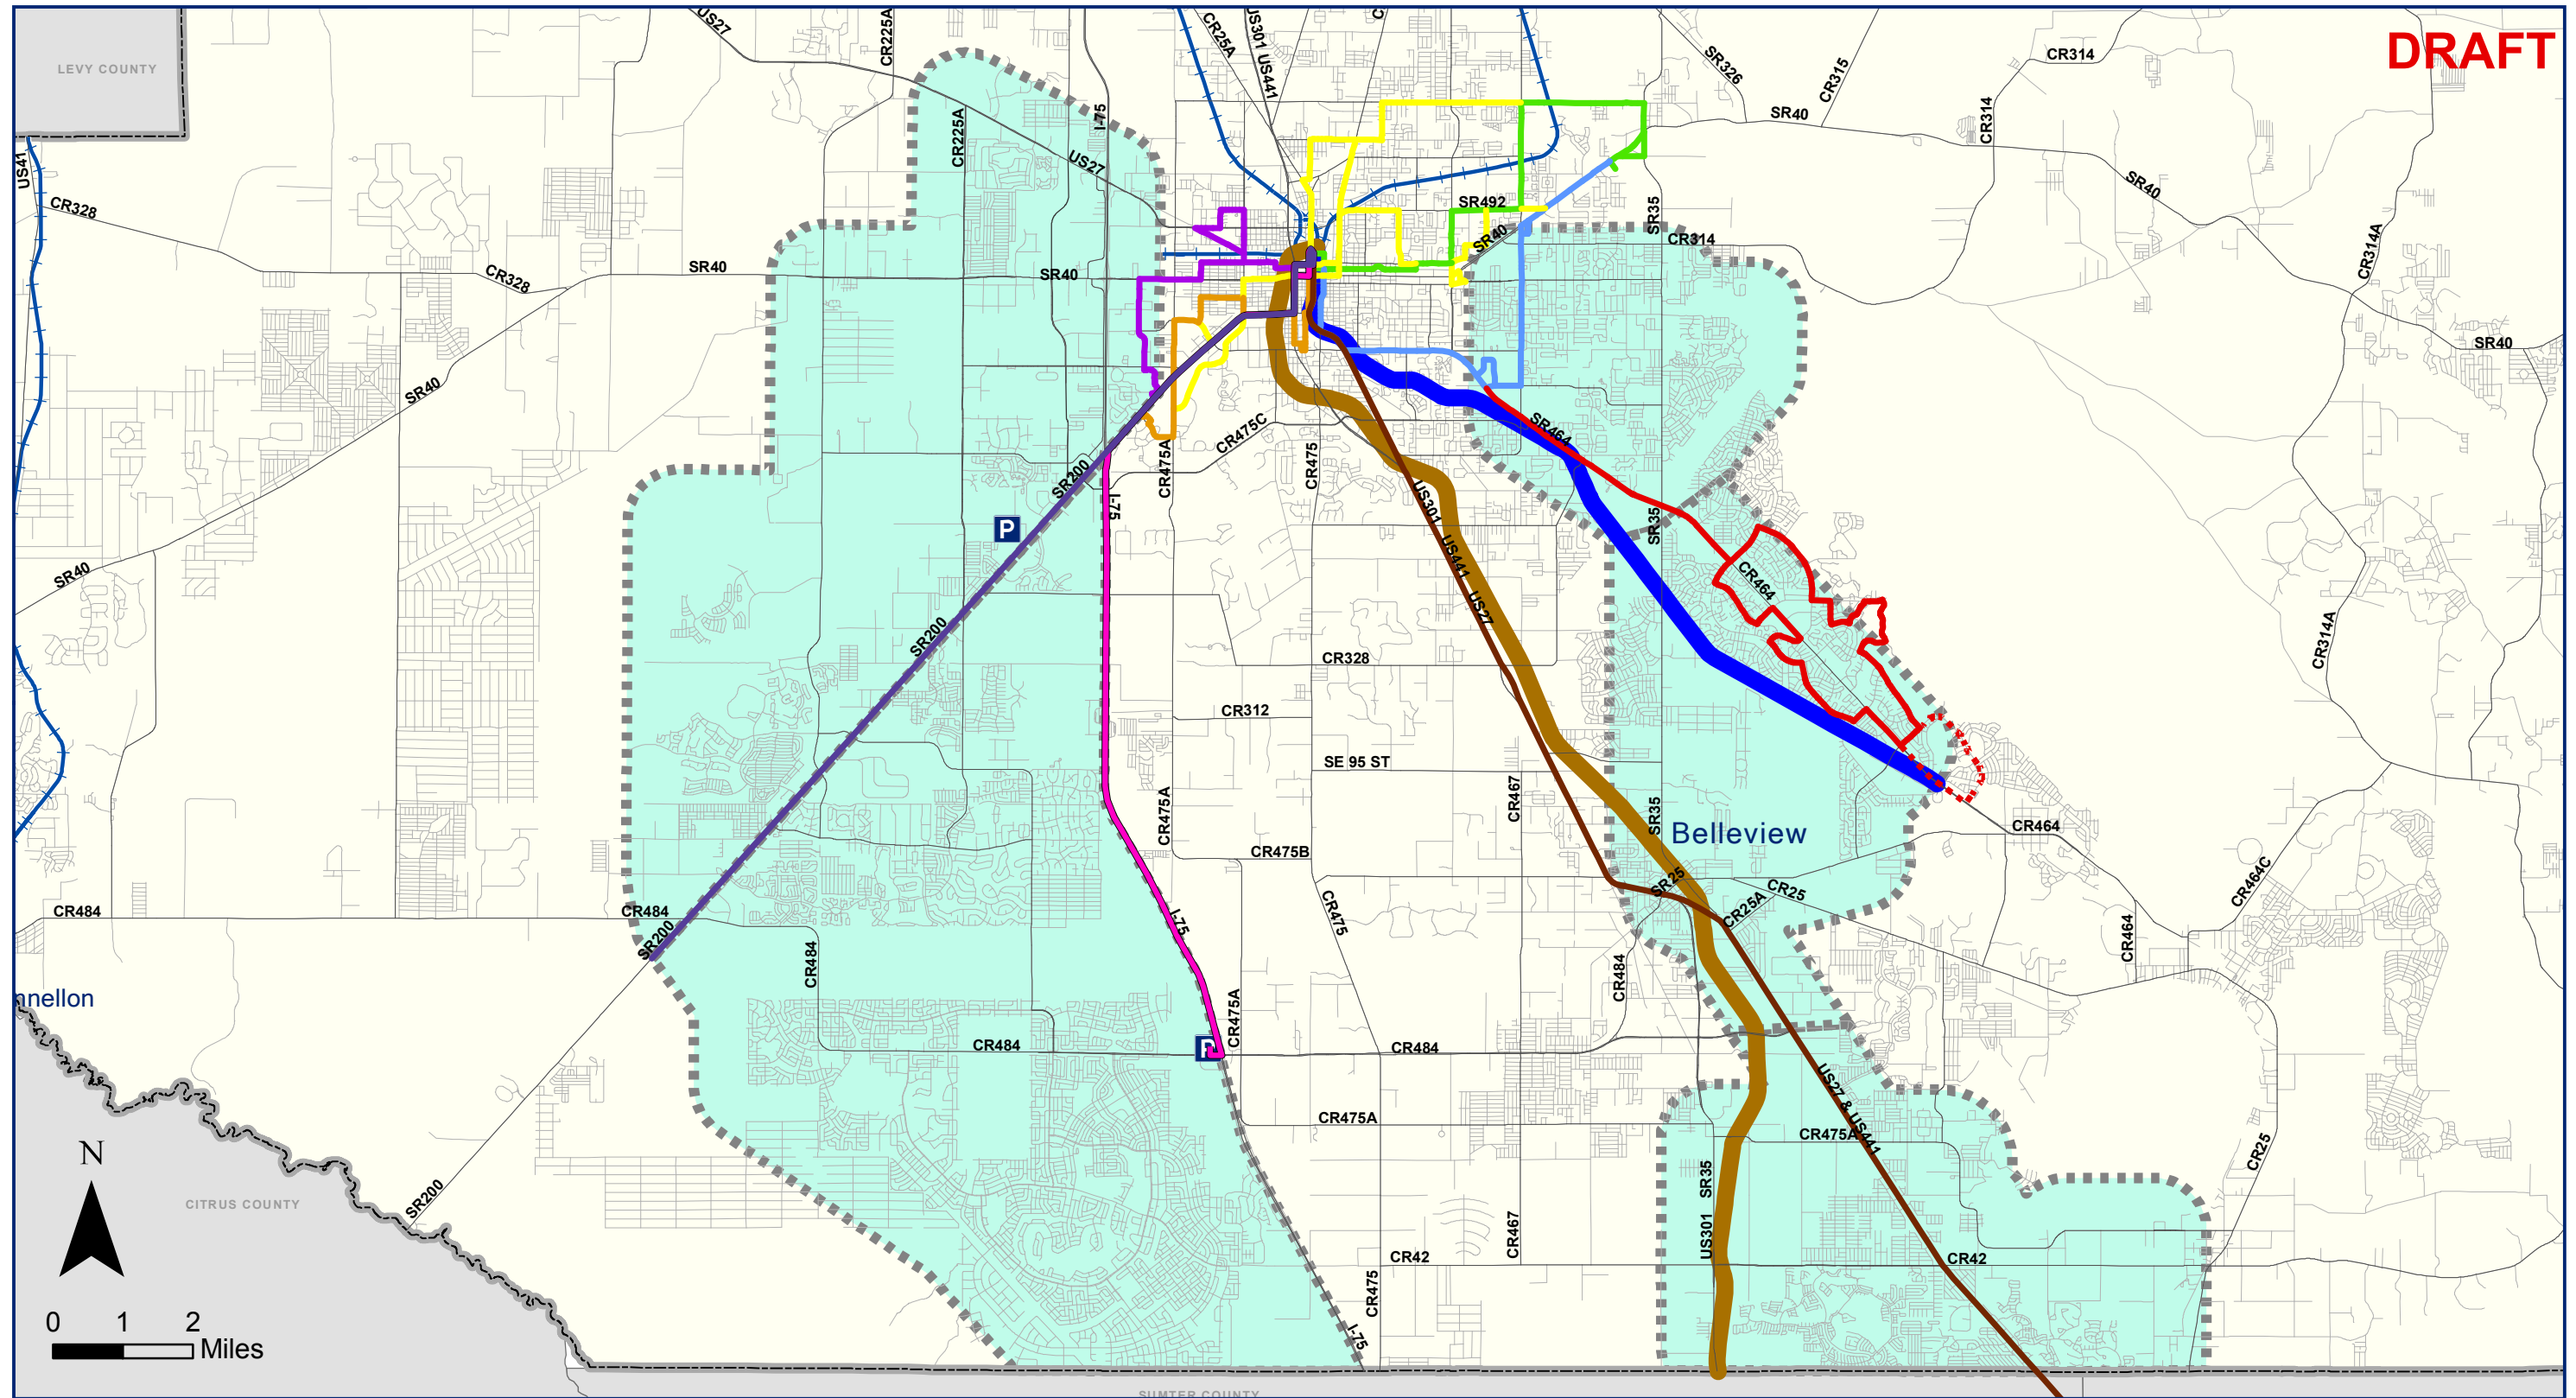 US27
CR225A
CR25A
US301 US441
C
DRAFT
LEVY COUNTY
SR326
CR315
CR314
I-75
SR40
CR314
CR225A
US27
US41
SR40
CR328
SR492
SR35
SR40
CR314
CR314A
SR40
SR40
CR328
SR40
SR40
SR464
CR475C
CR475A
CR475
SR200
I-75
P
US301
SR35
US441
SR40
CR464
US27
SR200
CR314A
CR328
CR312
SE 95 ST
CR467
CR475A
SR35
Belleview
CR464
CR475B
SR25
CR25
CR464C
CR484
CR484
CR475
I-75
CR25A
SR200
CR484
CR484
CR464
nnellon
CR475A
CR484
P
CR484
US27 & US441
CR475A
CR475A
N
CR25
SR35
SR200
CITRUS COUNTY
US301
CR467
CR42
CR42
CR475
0 1 2
Miles
I-75
SUMTER COUNTY